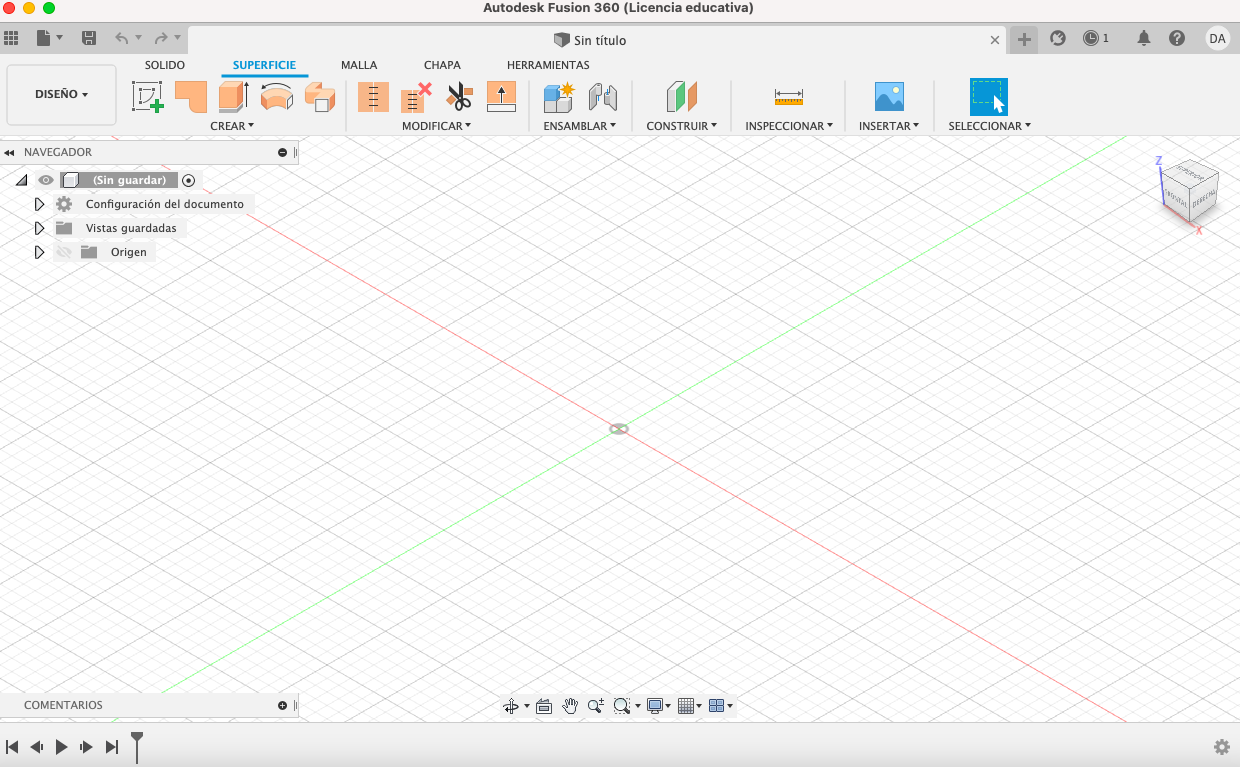 Autodesk Fusion 360 (Licencia educativa)
Sin título
1
DA
SOLIDO SUPERFICIE MALLA CHAPA HERRAMIENTAS
DISEÑO
CREAR MODIFICAR ENSAMBLAR CONSTRUIR INSPECCIONAR INSERTAR SELECCIONAR
NAVEGADOR
(Sin guardar)
Configuración del documento
Vistas guardadas
Origen
Z
SUPERIOR
FRONTAL DERECHA
X
COMENTARIOS